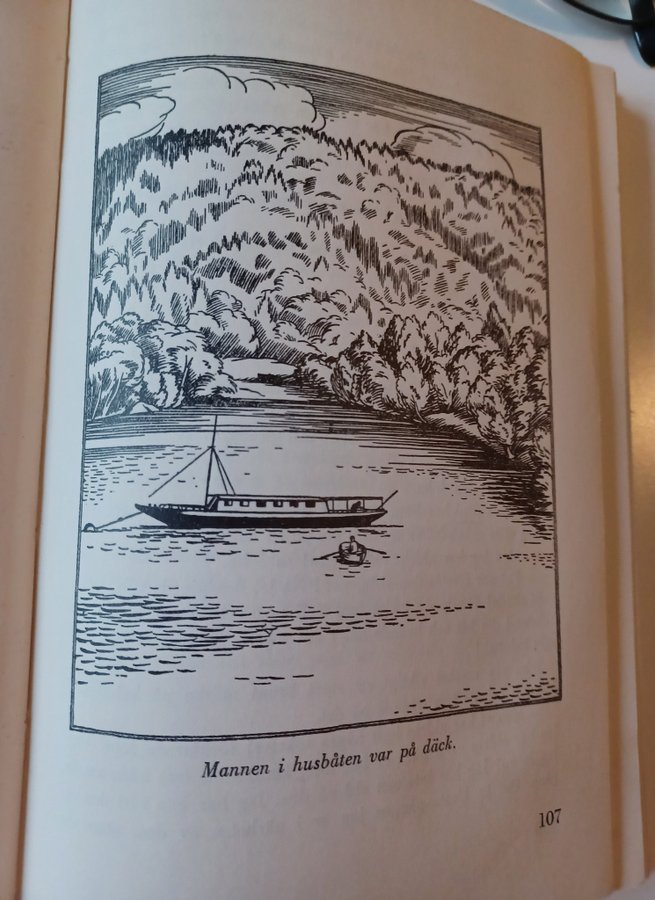 Mannen i husbåten var på däck.
107